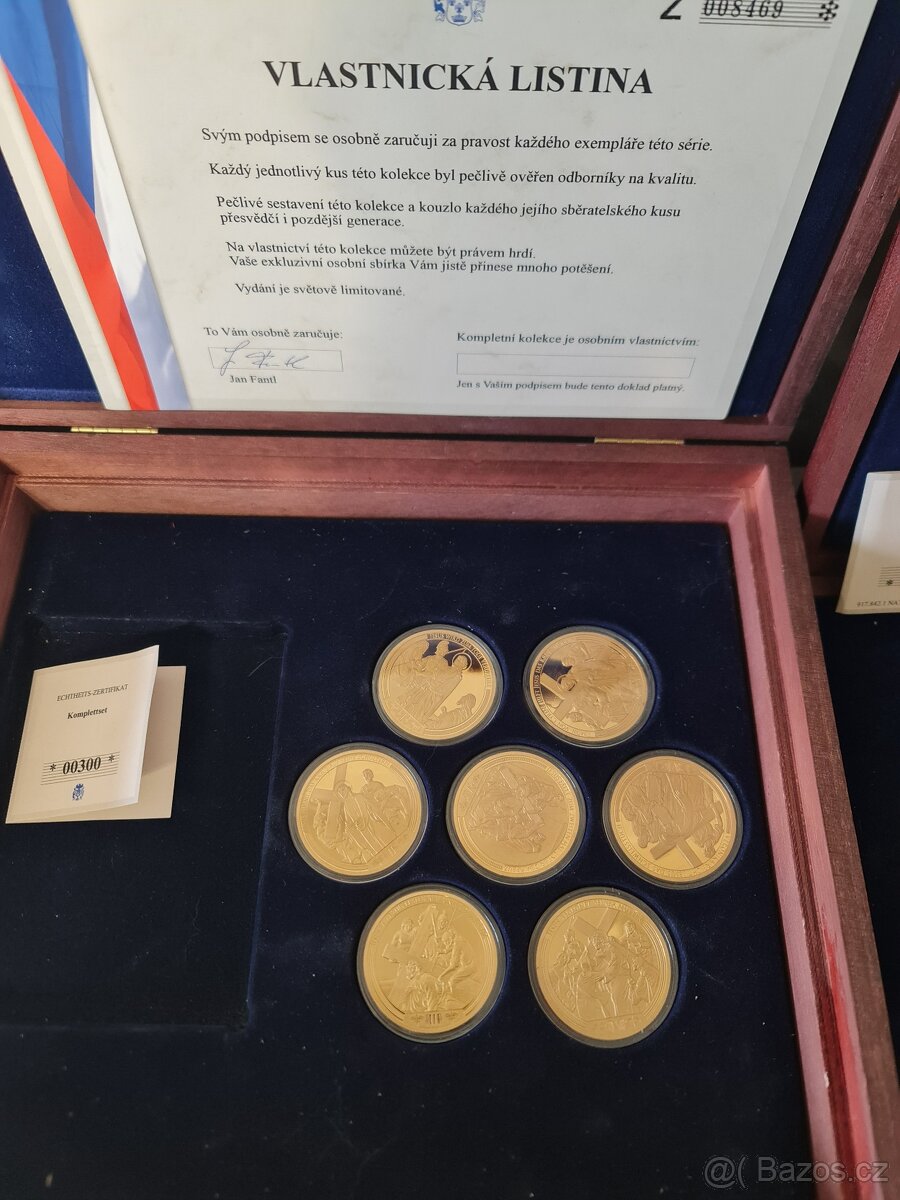 Z 008469 *
VLASTNICKÁ LISTINA
Svým podpisem se osobně zaručuji za pravost každého exempláře této série.
Každý jednotlivý kus této kolekce byl pečlivě ověřen odborníky na kvalitu.
Pečlivé sestavení této kolekce a kouzlo každého jejího sběratelského kusu
přesvědčí i pozdější generace.
Na vlastnictví této kolekce můžete být právem hrdí.
Vaše exkluzivní osobní sbírka Vám jistě přinese mnoho potěšení.
Vydání je světově limitované.
To Vám osobně zaručuje:
Jan Fantl
Kompletní kolekce je osobním vlastnictvím:
Jen s Vaším podpisem bude tento doklad platný.
ECHTHEITS-ZERTIFIKAT
Komplettset
* 00300 *
III
@( Bazos.cz